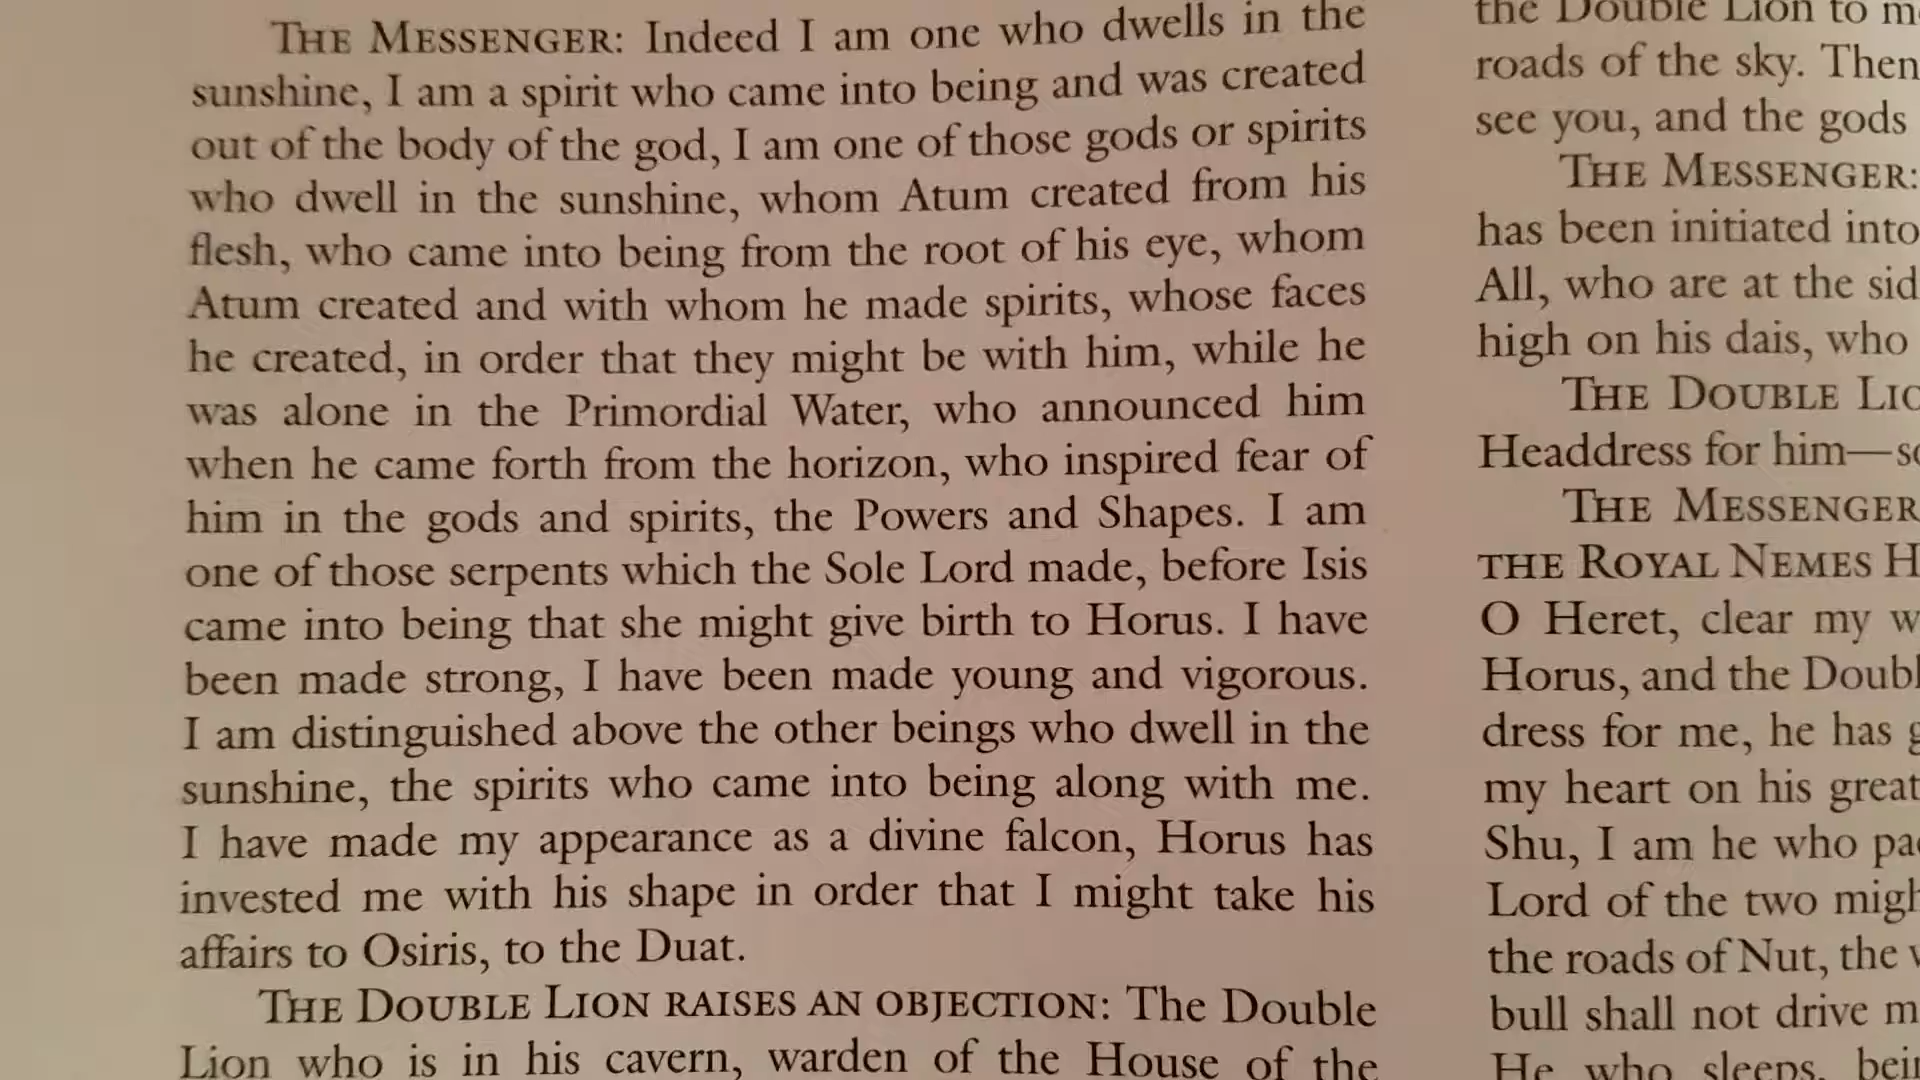 THE MESSENGER: Indeed I am one who dwells in the
sunshine, I am a spirit who came into being and was created
out of the body of the god, I am one of those gods or spirits
who dwell in the sunshine, whom Atum created from his
flesh, who came into being from the root of his eye, whom
Atum created and with whom he made spirits, whose faces
he created, in order that they might be with him, while he
was alone in the Primordial Water, who announced him
when he came forth from the horizon, who inspired fear of
him in the gods and spirits, the Powers and Shapes. I am
one of those serpents which the Sole Lord made, before Isis
came into being that she might give birth to Horus. I have
been made strong, I have been made young and vigorous.
I am distinguished above the other beings who dwell in the
sunshine, the spirits who came into being along with me.
I have made my appearance as a divine falcon, Horus has
invested me with his shape in order that I might take his
affairs to Osiris, to the Duat.
THE DOUBLE LION RAISES AN OBJECTION: The Double
Lion who is in his cavern, warden of the House of the
the Double Lion to
roads of the sky. Then
see you, and the gods
THE MESSENGER:
has been initiated into
All, who are at the
high on his dais, who
THE DOUBLE
Headdress for him—
THE MESSENGER
THE ROYAL NEMES
O Heret, clear my
Horus, and the
dress for me, he has
my heart on his great
Shu, I am he who
Lord of the two
the roads of Nut, the
bull shall not drive
He who sleeps,